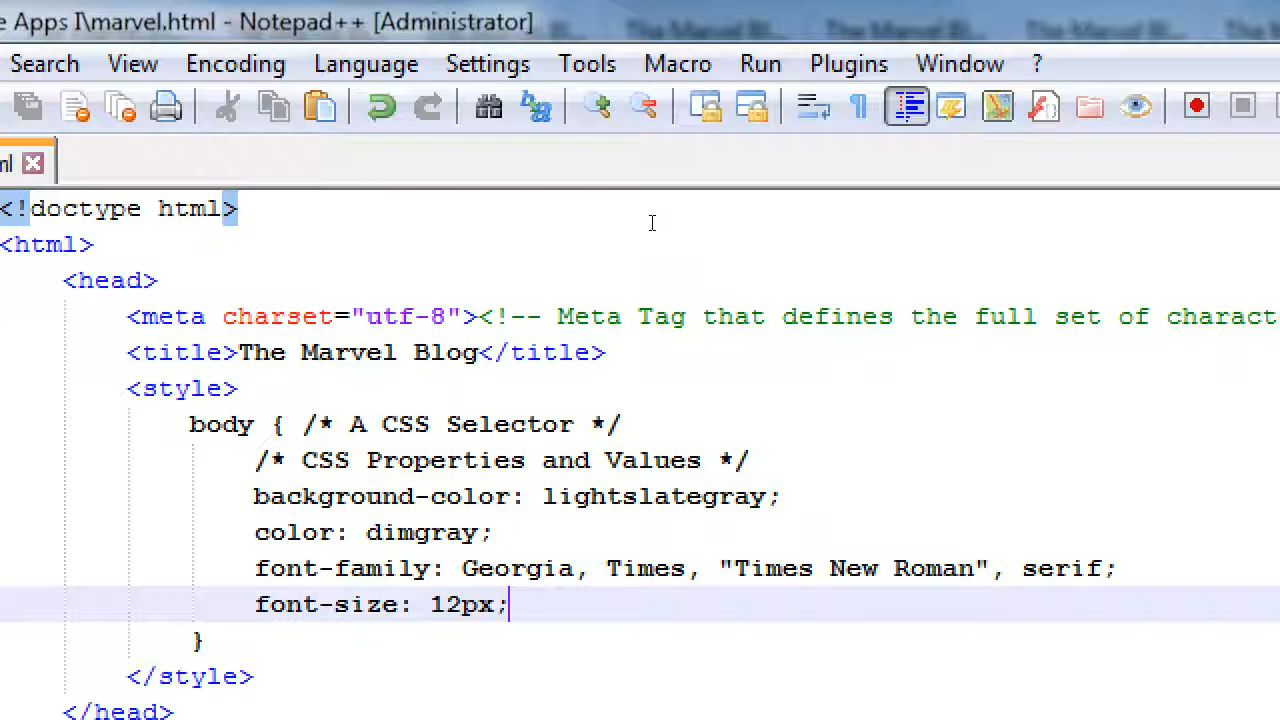 e Apps I\marvel.html - Notepad++ [Administrator]
Search View Encoding Language Settings Tools Macro Run Plugins Window ?
ml
<!doctype html>
<html>
<head>
<meta charset="utf-8"><!-- Meta Tag that defines the full set of charact
<title>The Marvel Blog</title>
<style>
body { /* A CSS Selector */
/* CSS Properties and Values */
background-color: lightslategray;
color: dimgray;
font-family: Georgia, Times, "Times New Roman", serif;
font-size: 12px;
}
</style>
</head>